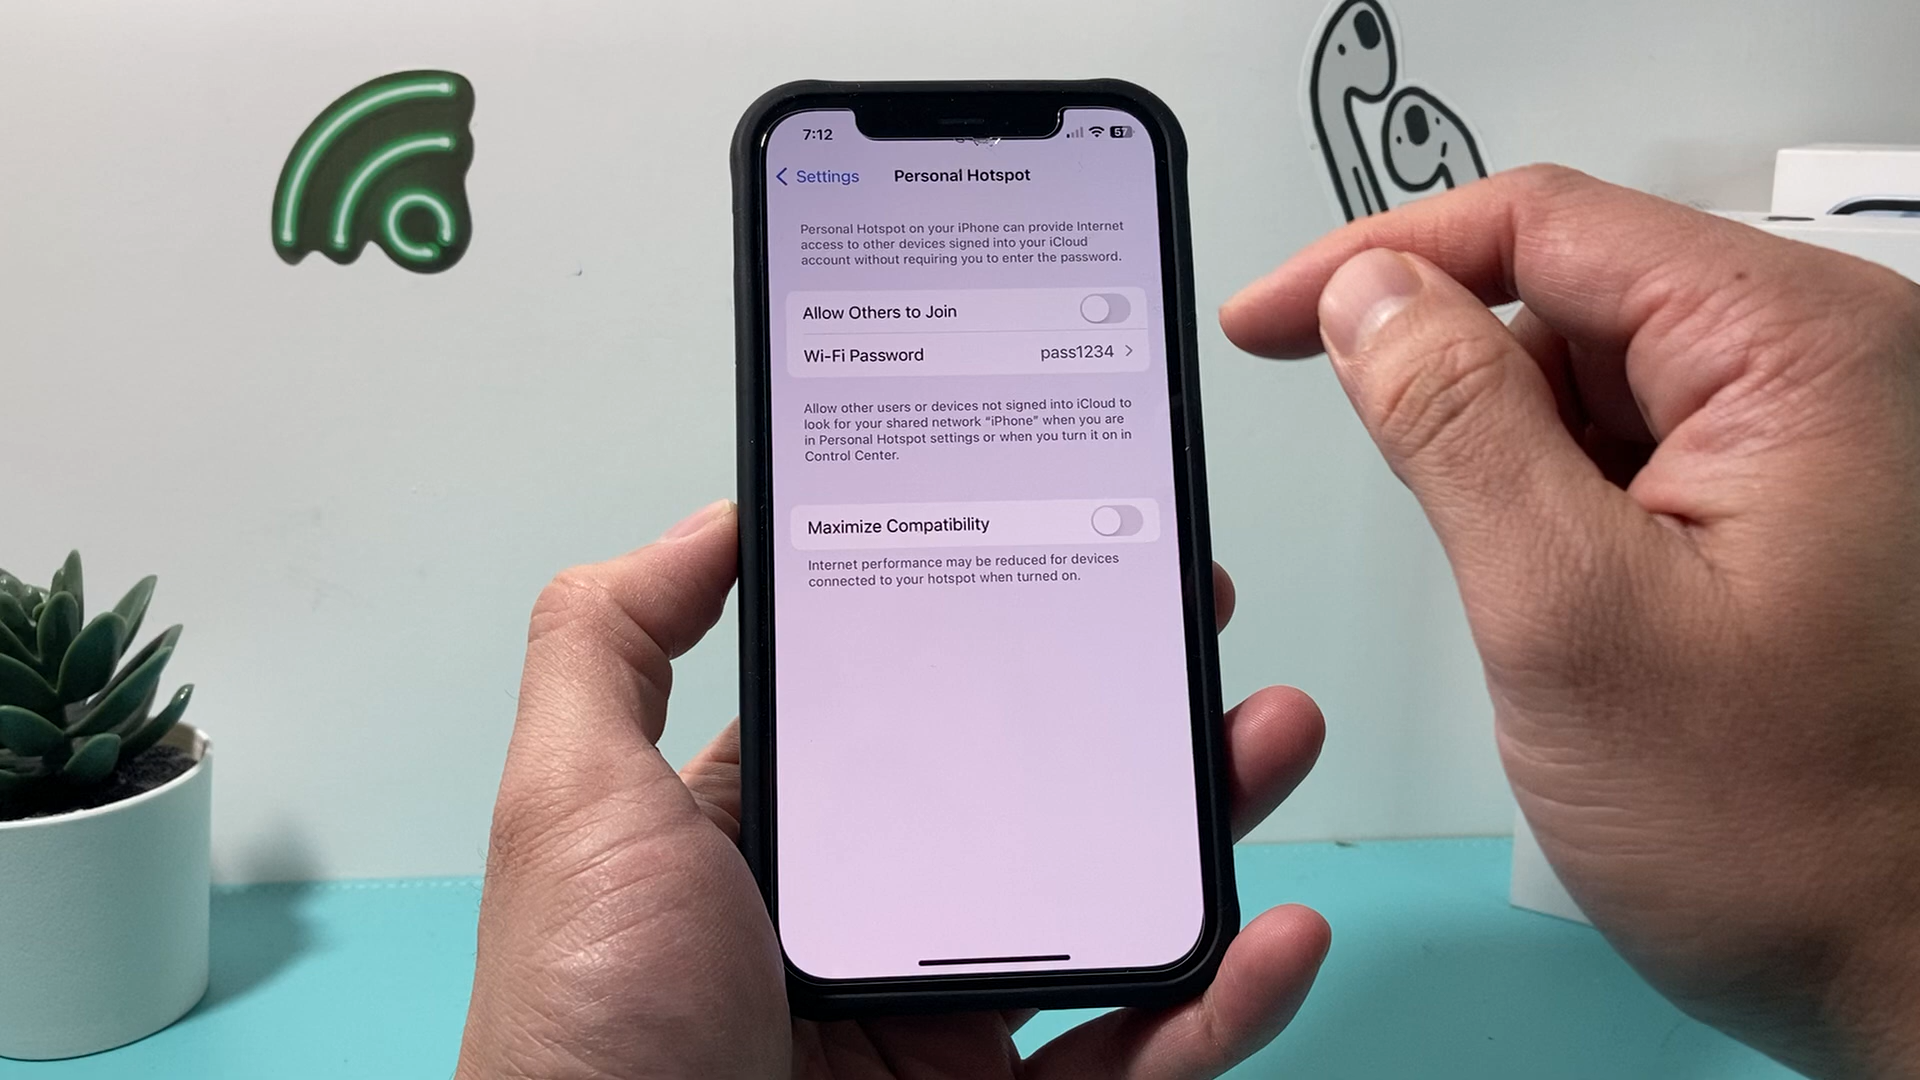 7:12
57
Settings
Personal Hotspot
Personal Hotspot on your iPhone can provide Internet
access to other devices signed into your iCloud
account without requiring you to enter the password.
Allow Others to Join
Wi-Fi Password pass1234
Allow other users or devices not signed into iCloud to
look for your shared network “iPhone” when you are
in Personal Hotspot settings or when you turn it on in
Control Center.
Maximize Compatibility
Internet performance may be reduced for devices
connected to your hotspot when turned on.